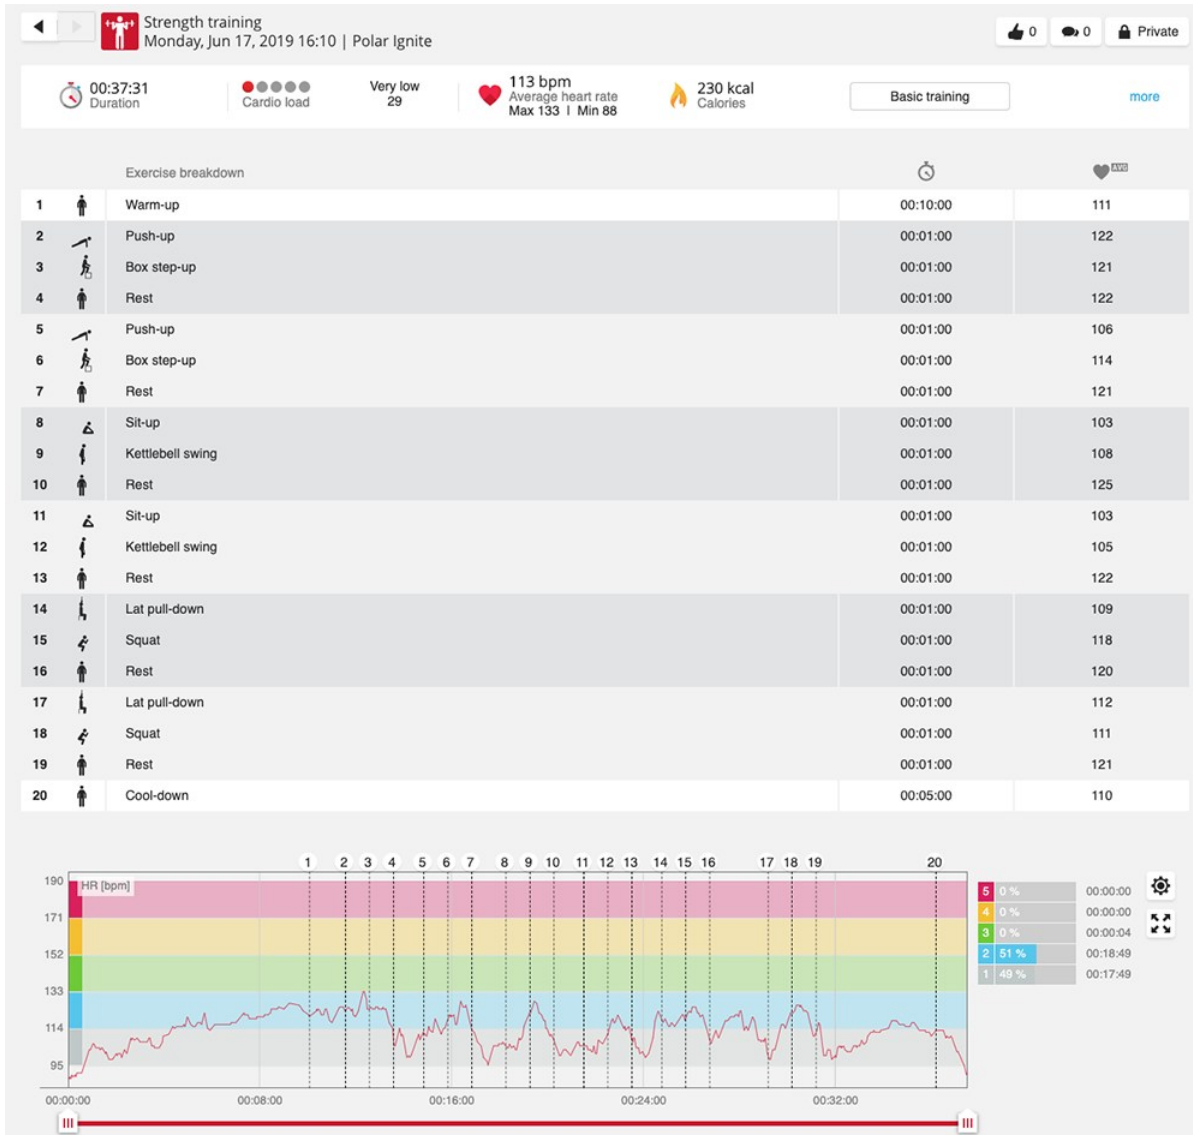 Strength training
Monday, Jun 17, 2019 16:10 | Polar Ignite
0 0 Private
00:37:31
Duration
Cardio load
Very low
29
113 bpm
Average heart rate
Max 133 | Min 88
230 kcal
Calories
Basic training
more
Exercise breakdown AVG
1 Warm-up 00:10:00 111
2 Push-up 00:01:00 122
3 Box step-up 00:01:00 121
4 Rest 00:01:00 122
5 Push-up 00:01:00 106
6 Box step-up 00:01:00 114
7 Rest 00:01:00 121
8 Sit-up 00:01:00 103
9 Kettlebell swing 00:01:00 108
10 Rest 00:01:00 125
11 Sit-up 00:01:00 103
12 Kettlebell swing 00:01:00 105
13 Rest 00:01:00 122
14 Lat pull-down 00:01:00 109
15 Squat 00:01:00 118
16 Rest 00:01:00 120
17 Lat pull-down 00:01:00 112
18 Squat 00:01:00 111
19 Rest 00:01:00 121
20 Cool-down 00:05:00 110
1 2 3 4 5 6 7 8 9 10 11 12 13 14 15 16 17 18 19 20
HR [bpm]
190
171
152
133
114
95
00:00:00 00:08:00 00:16:00 00:24:00 00:32:00
5 0 % 00:00:00
4 0 % 00:00:00
3 0 % 00:00:04
2 51 % 00:18:49
1 49 % 00:17:49